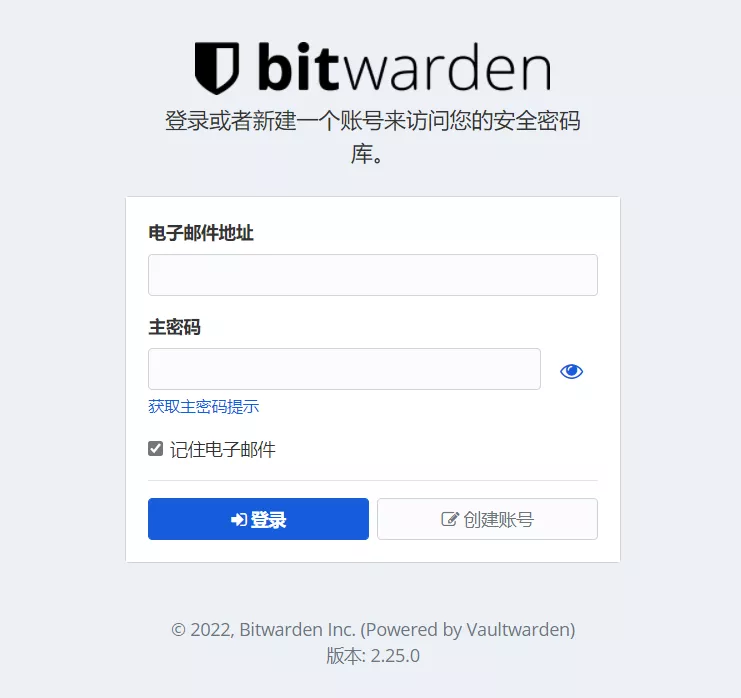 bitwarden
登录或者新建一个账号来访问您的安全密码
库。
电子邮件地址
主密码
获取主密码提示
记住电子邮件
登录 创建账号
© 2022, Bitwarden Inc. (Powered by Vaultwarden)
版本: 2.25.0